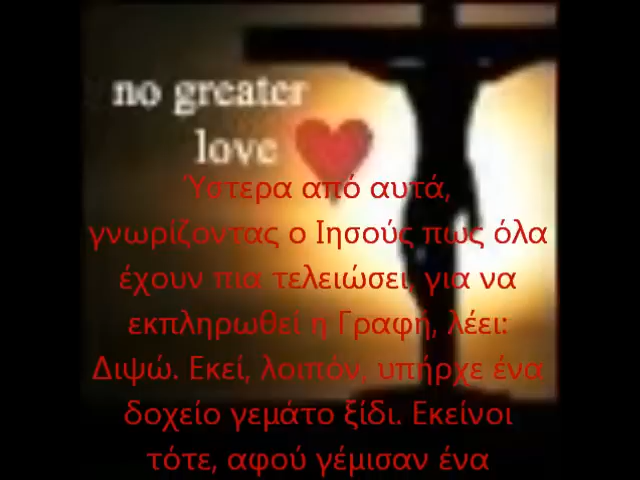 no greater
love
Ύστερα από αυτά,
γνωρίζοντας ο Ιησούς πως όλα
έχουν πια τελειώσει, για να
εκπληρωθεί η Γραφή, λέει:
Διψώ. Εκεί, λοιπόν, υπήρχε ένα
δοχείο γεμάτο ξίδι. Εκείνοι
τότε, αφού γέμισαν ένα